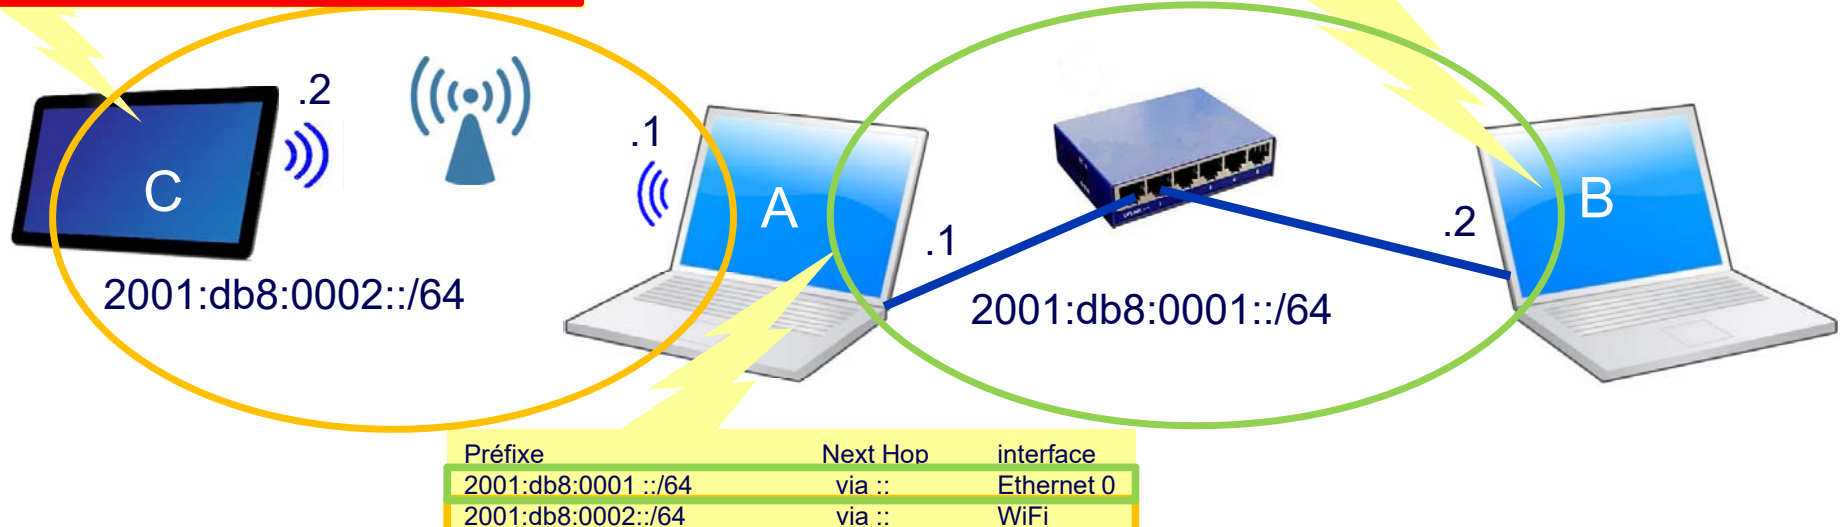 .2
.1
C
A
B
.1
.2
2001:db8:0002::/64
2001:db8:0001::/64
Préfixe Next Hop interface
2001:db8:0001 ::/64 via :: Ethernet 0
2001:db8:0002::/64 via :: WiFi